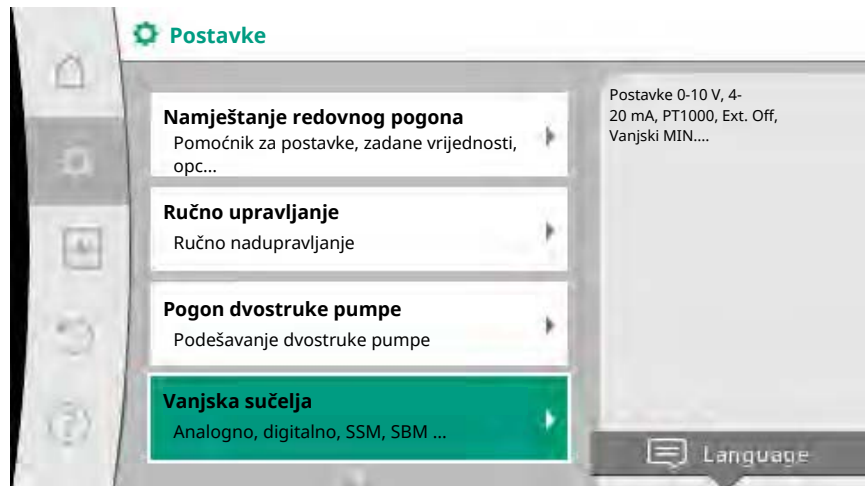 Postavke
Namještanje redovnog pogona
Pomoćnik za postavke, zadane vrijednosti,
opc...
Ručno upravljanje
Ručno nadupravljanje
Pogon dvostruke pumpe
Podešavanje dvostruke pumpe
Vanjska sučelja
Analogno, digitalno, SSM, SBM ...
Postavke 0-10 V, 4-
20 mA, PT1000, Ext. Off,
Vanjski MIN....
Language